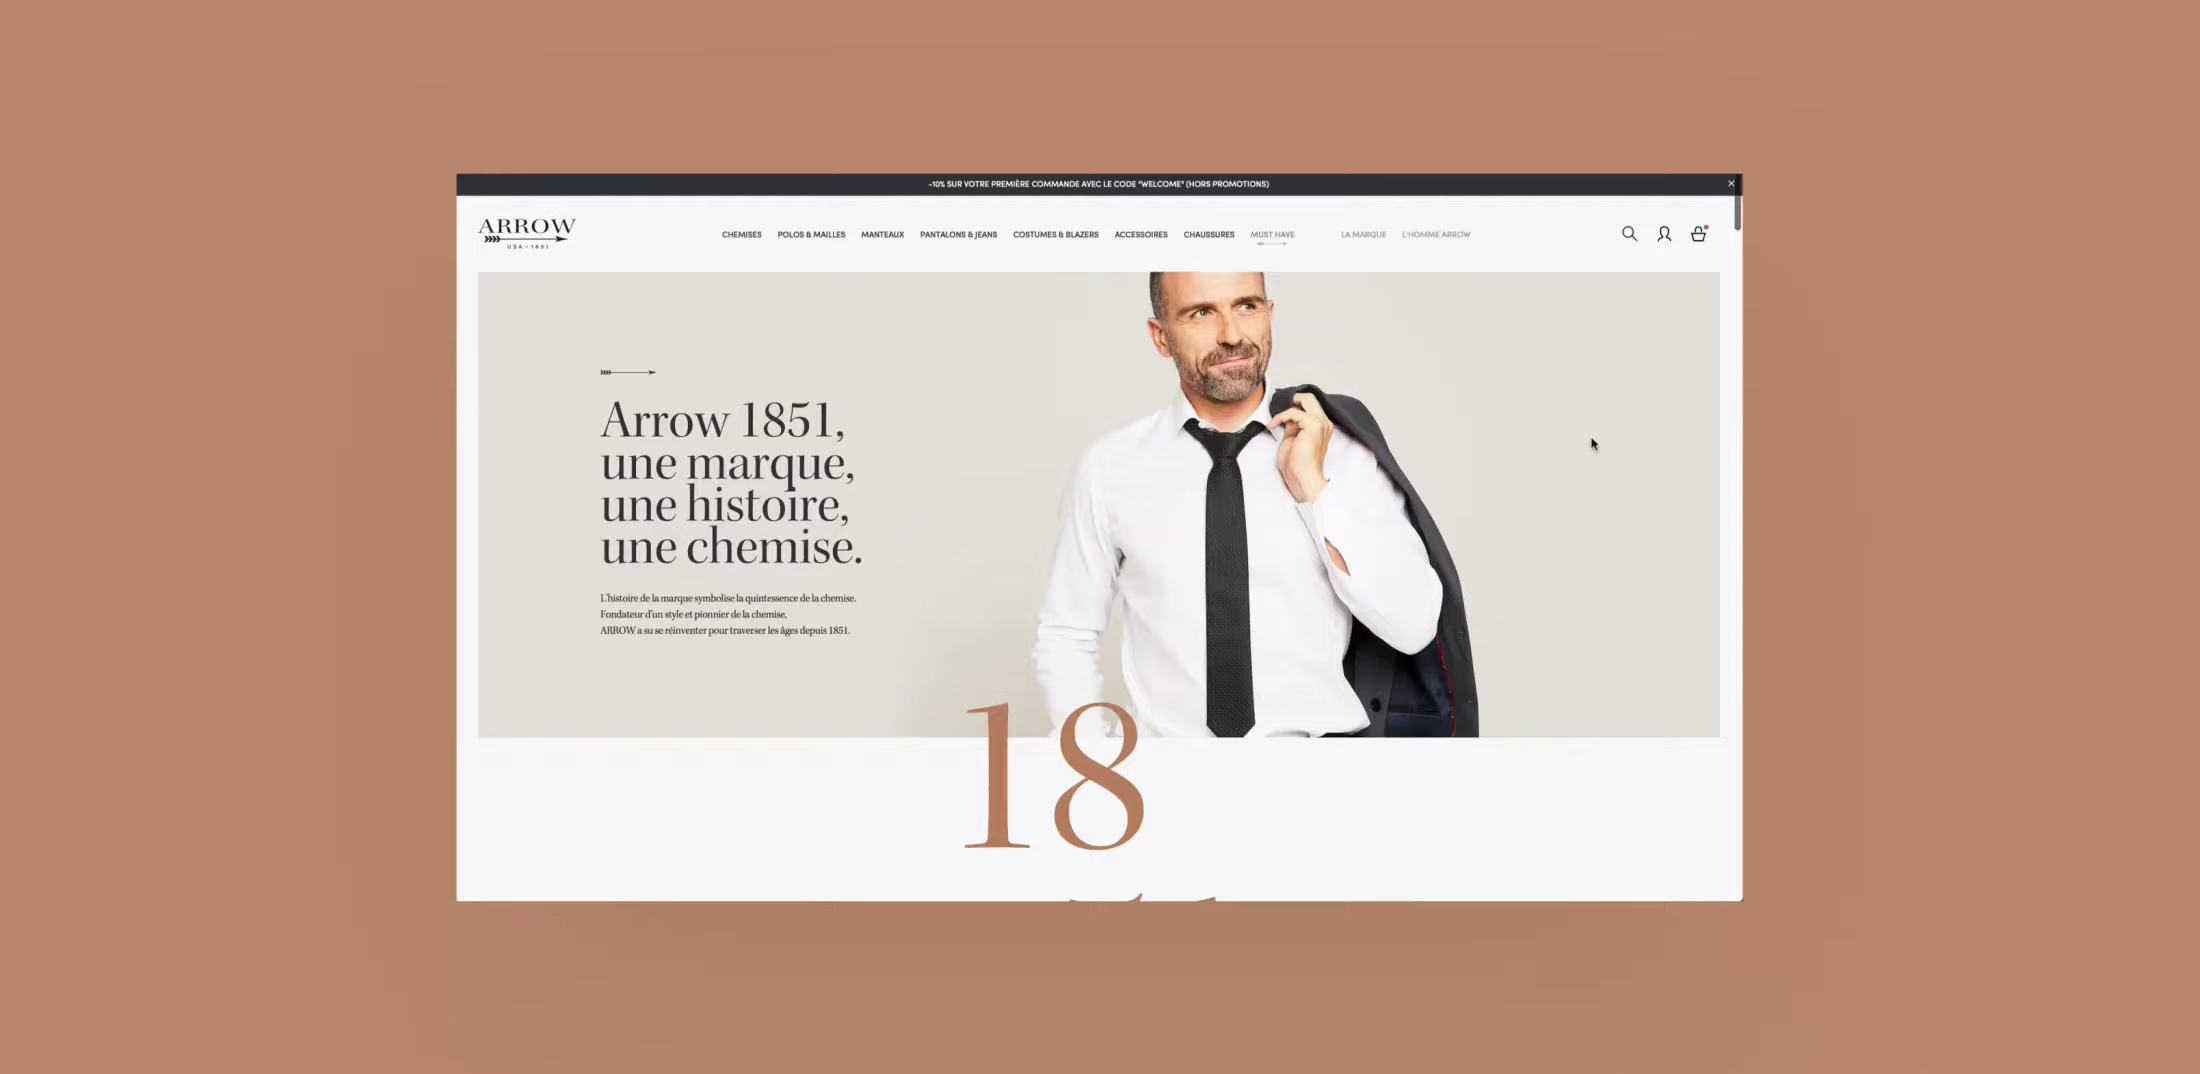 -10% SUR VOTRE PREMIÈRE COMMANDE AVEC LE CODE "WELCOME" (HORS PROMOTIONS)
ARROW
USA • 1851
CHEMISES POLOS & MAILLES MANTEAUX PANTALONS & JEANS COSTUMES & BLAZERS ACCESSOIRES CHAUSSURES MUST HAVE LA MARQUE L'HOMME ARROW
Arrow 1851,
une marque,
une histoire,
une chemise.
L'histoire de la marque symbolise la quintessence de la chemise.
Fondateur d'un style et pionnier de la chemise,
ARROW a su se réinventer pour traverser les âges depuis 1851.
18